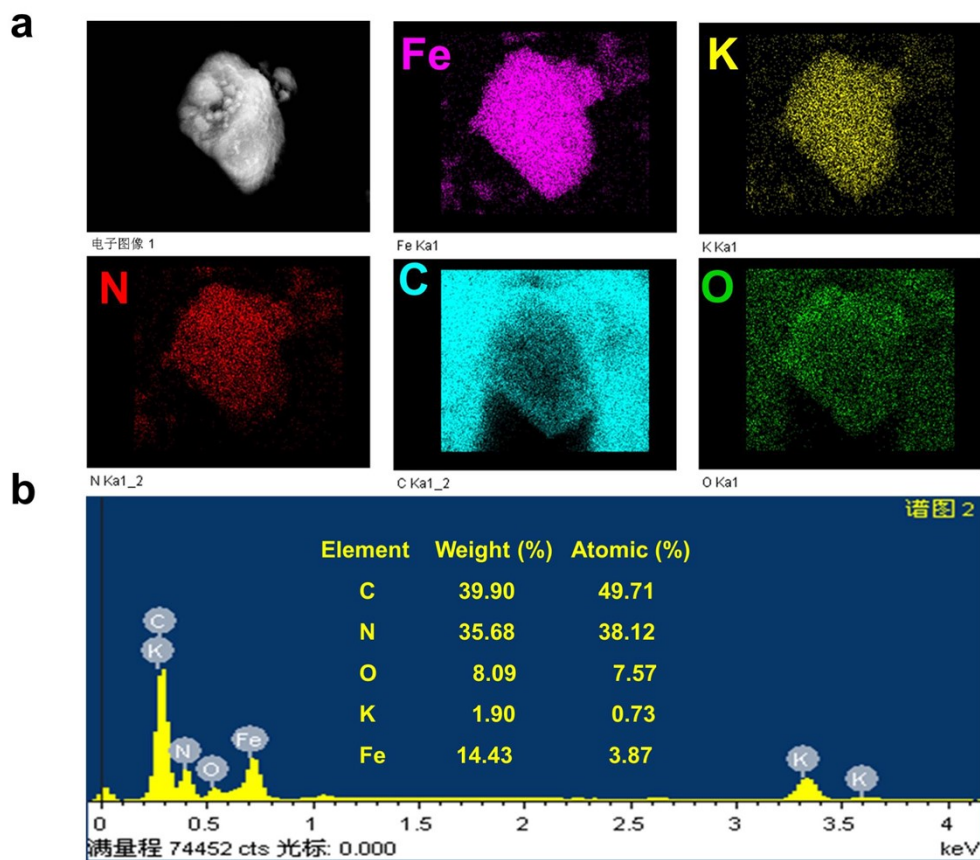 a
Fe
K
电子图像 1
Fe Ka1
K Ka1
N
C
O
N Ka1_2
C Ka1_2
O Ka1
b
谱图 2
Element Weight (%) Atomic (%)
C 39.90 49.71
N 35.68 38.12
O 8.09 7.57
K 1.90 0.73
Fe 14.43 3.87
C
K
N
O
Fe
K
K
0 0.5 1 1.5 2 2.5 3 3.5 4
满量程 74452 cts 光标: 0.000 keV